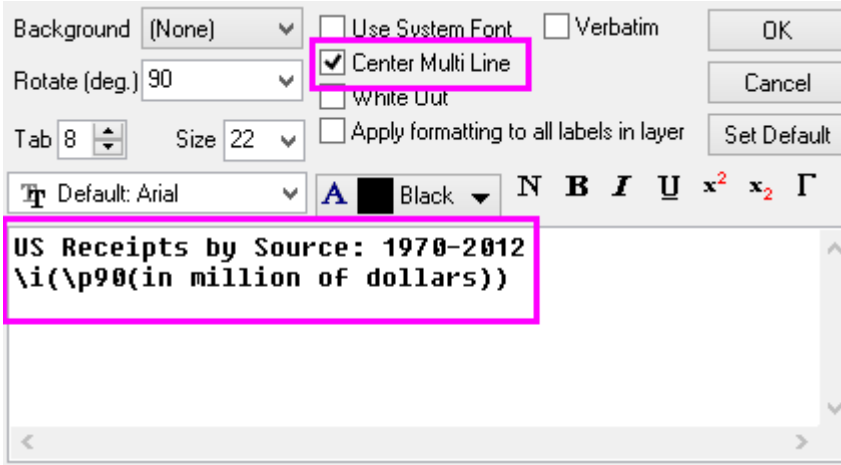 Background (None) Use System Font Verbatim OK
Rotate (deg.) 90 Center Multi Line Cancel
White Out
Tab 8 Size 22 Apply formatting to all labels in layer Set Default
Default: Arial A Black N B I U x2 x2 Γ
US Receipts by Source: 1970-2012
\i(\p90(in million of dollars))